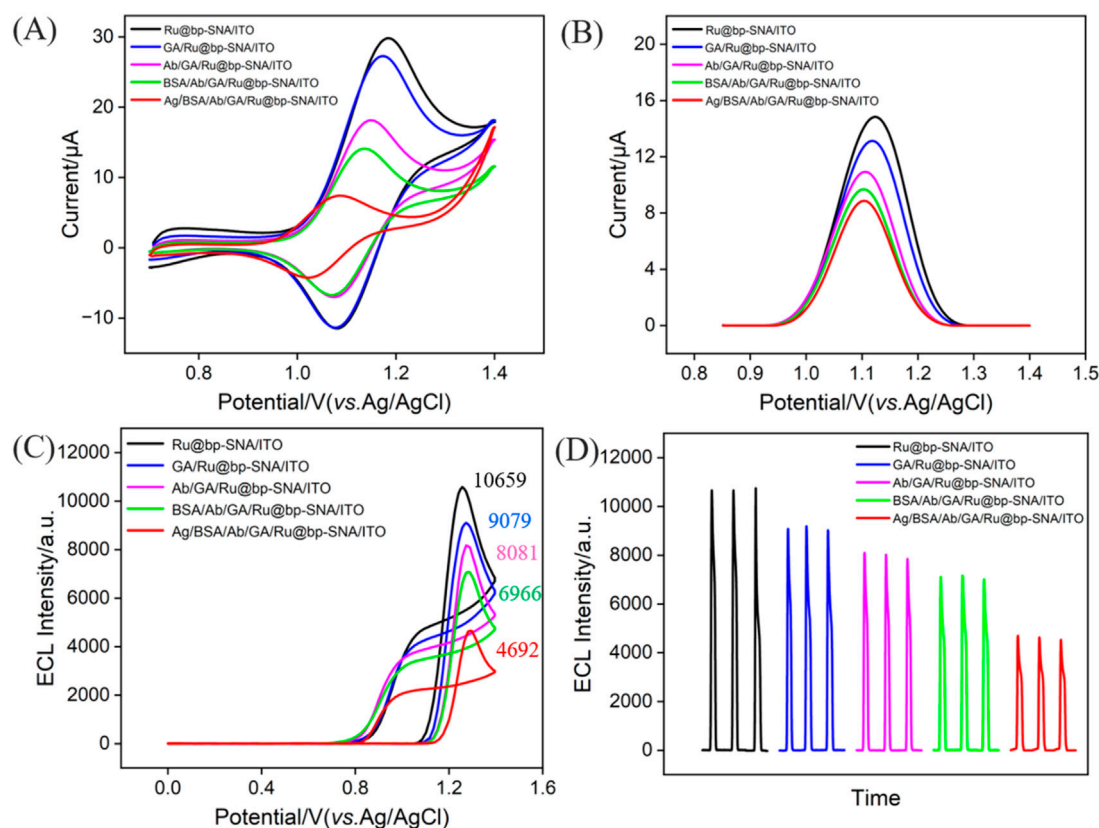 (A)
30
20
10
0
−10
Current/µA
0.8
1.0
1.2
1.4
Potential/V(vs.Ag/AgCl)
Ru@bp-SNA/ITO
GA/Ru@bp-SNA/ITO
Ab/GA/Ru@bp-SNA/ITO
BSA/Ab/GA/Ru@bp-SNA/ITO
Ag/BSA/Ab/GA/Ru@bp-SNA/ITO
(B)
20
16
12
8
4
0
Current/µA
0.8
0.9
1.0
1.1
1.2
1.3
1.4
1.5
Potential/V(vs.Ag/AgCl)
Ru@bp-SNA/ITO
GA/Ru@bp-SNA/ITO
Ab/GA/Ru@bp-SNA/ITO
BSA/Ab/GA/Ru@bp-SNA/ITO
Ag/BSA/Ab/GA/Ru@bp-SNA/ITO
(C)
12000
10000
8000
6000
4000
2000
0
ECL Intensity/a.u.
0.0
0.4
0.8
1.2
1.6
Potential/V(vs.Ag/AgCl)
Ru@bp-SNA/ITO
GA/Ru@bp-SNA/ITO
Ab/GA/Ru@bp-SNA/ITO
BSA/Ab/GA/Ru@bp-SNA/ITO
Ag/BSA/Ab/GA/Ru@bp-SNA/ITO
10659
9079
8081
6966
4692
(D)
12000
10000
8000
6000
4000
2000
0
ECL Intensity/a.u.
Time
Ru@bp-SNA/ITO
GA/Ru@bp-SNA/ITO
Ab/GA/Ru@bp-SNA/ITO
BSA/Ab/GA/Ru@bp-SNA/ITO
Ag/BSA/Ab/GA/Ru@bp-SNA/ITO